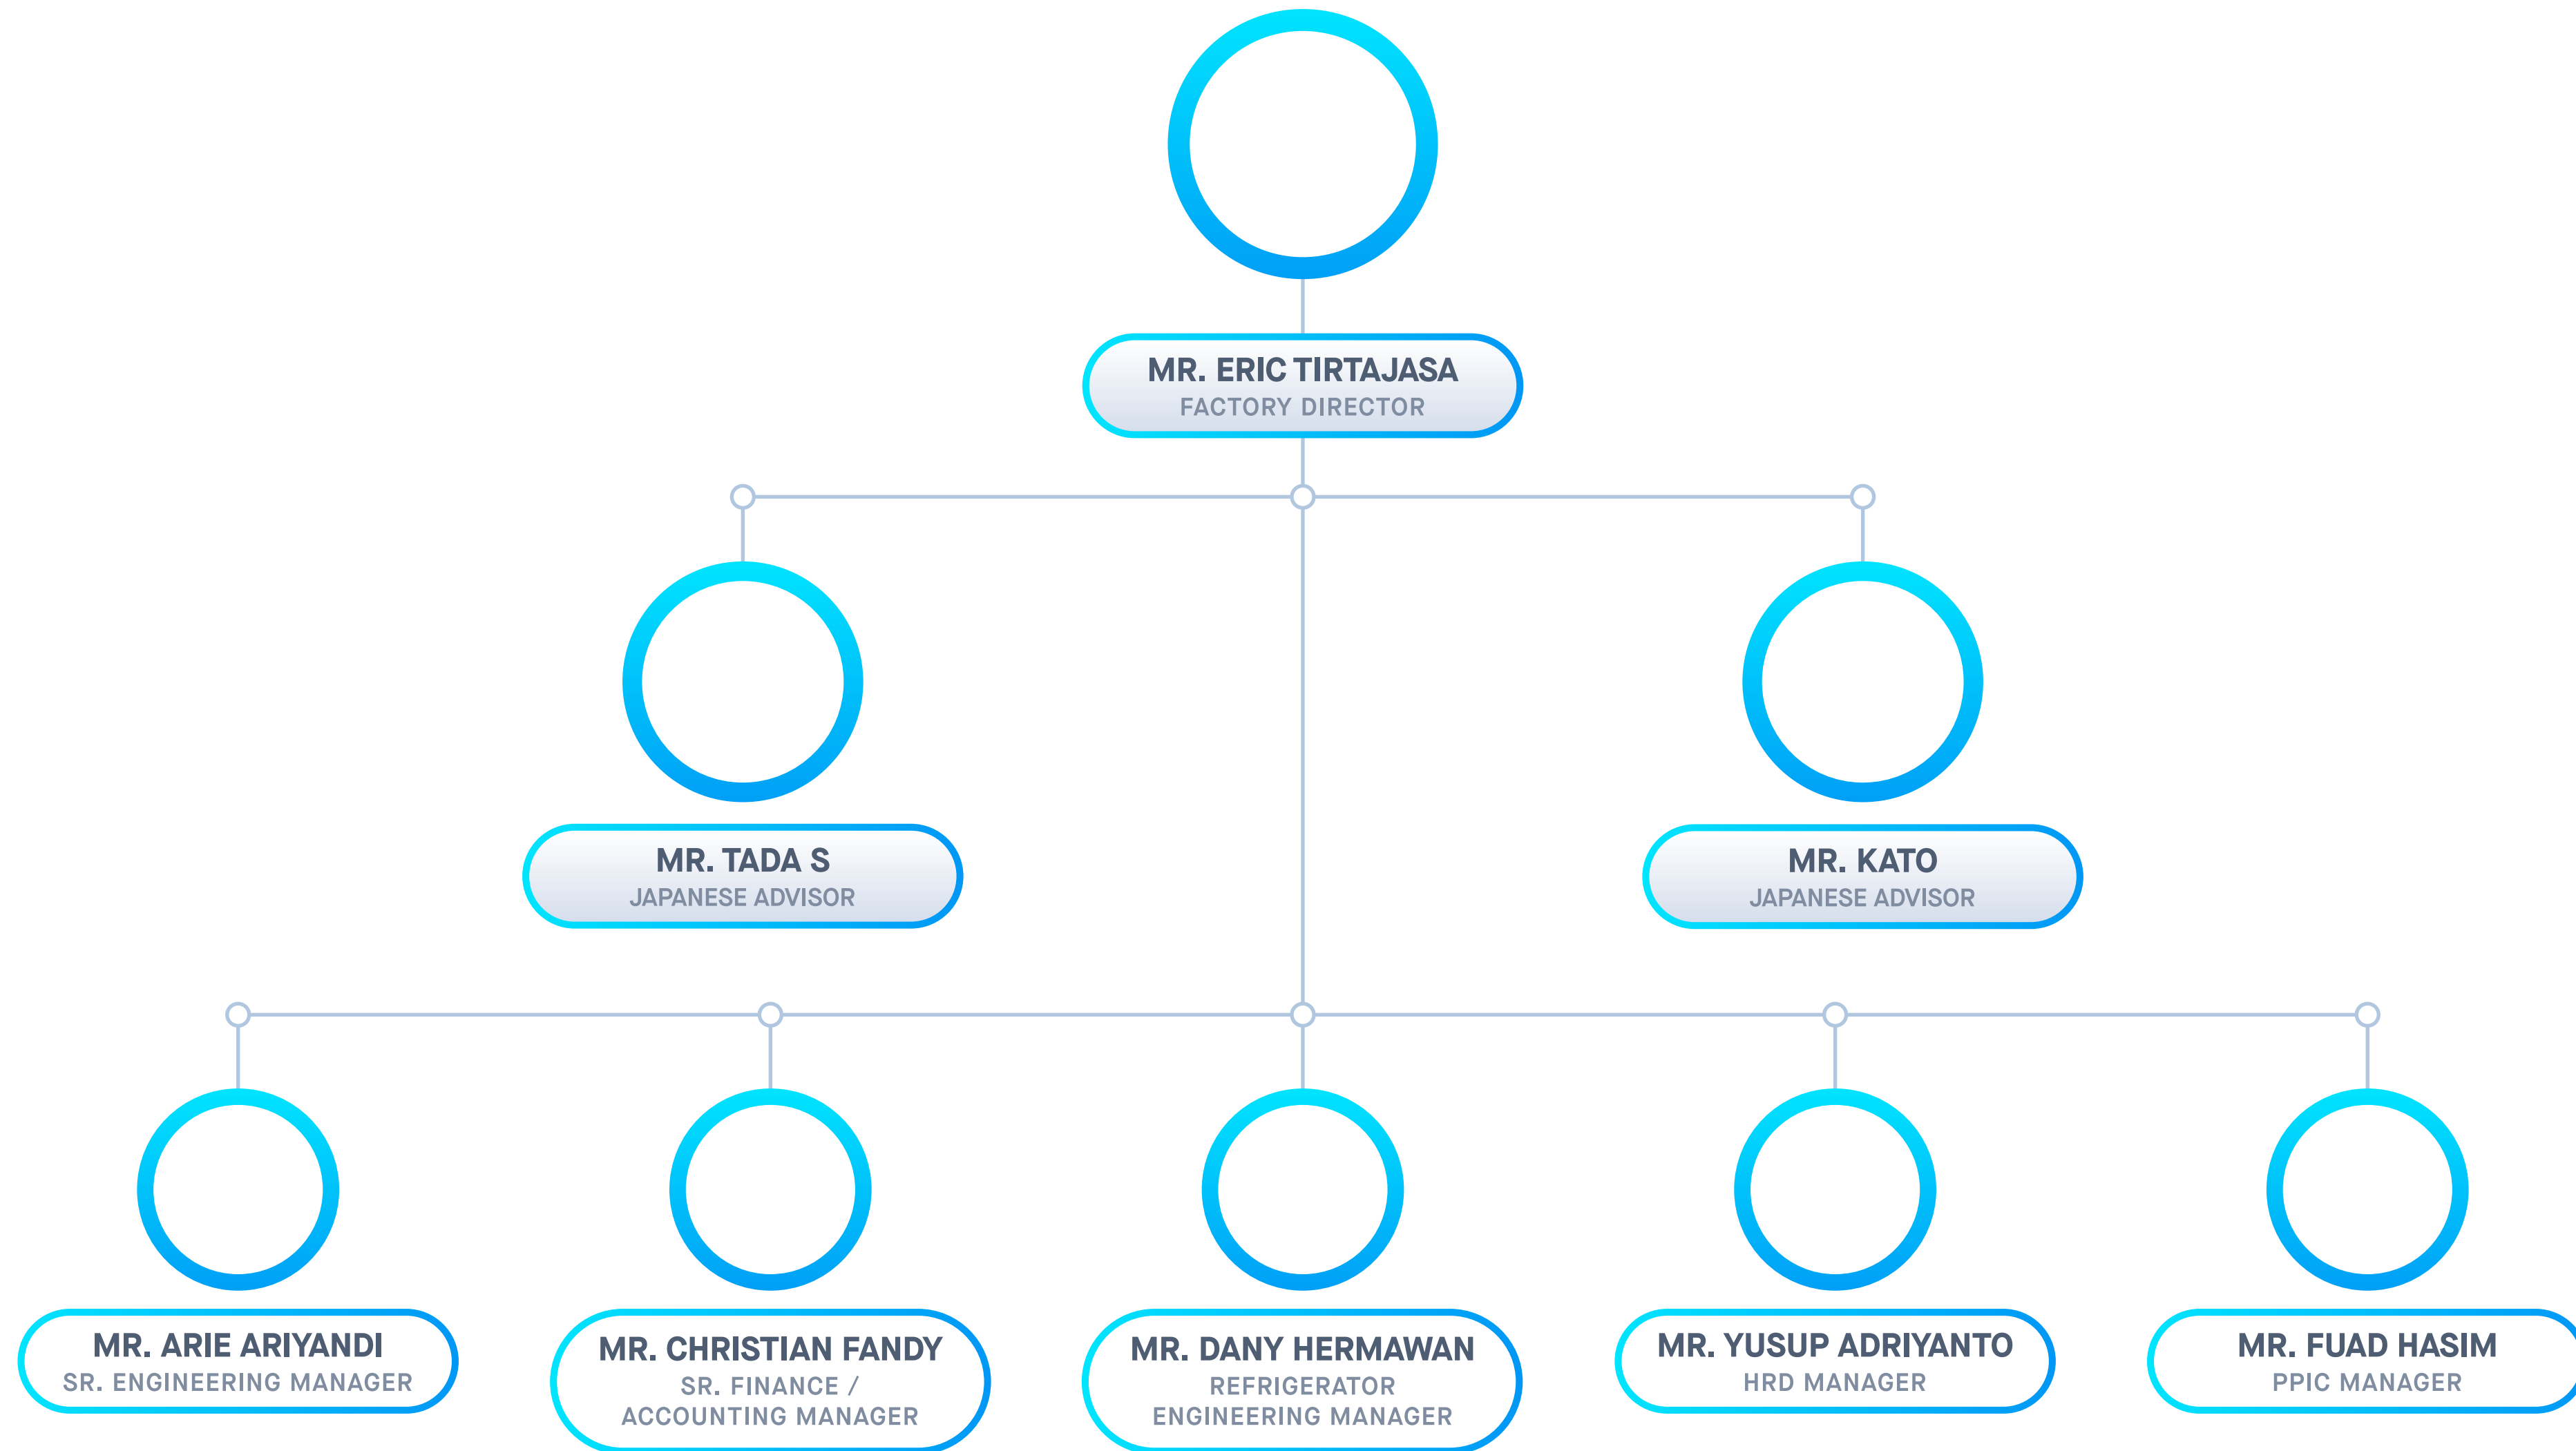 MR. ERIC TIRTAJASA
FACTORY DIRECTOR
MR. TADA S
JAPANESE ADVISOR
MR. KATO
JAPANESE ADVISOR
MR. ARIE ARIYANDI
SR. ENGINEERING MANAGER
MR. CHRISTIAN FANDY
SR. FINANCE /
ACCOUNTING MANAGER
MR. DANY HERMAWAN
REFRIGERATOR
ENGINEERING MANAGER
MR. YUSUP ADRIYANTO
HRD MANAGER
MR. FUAD HASIM
PPIC MANAGER